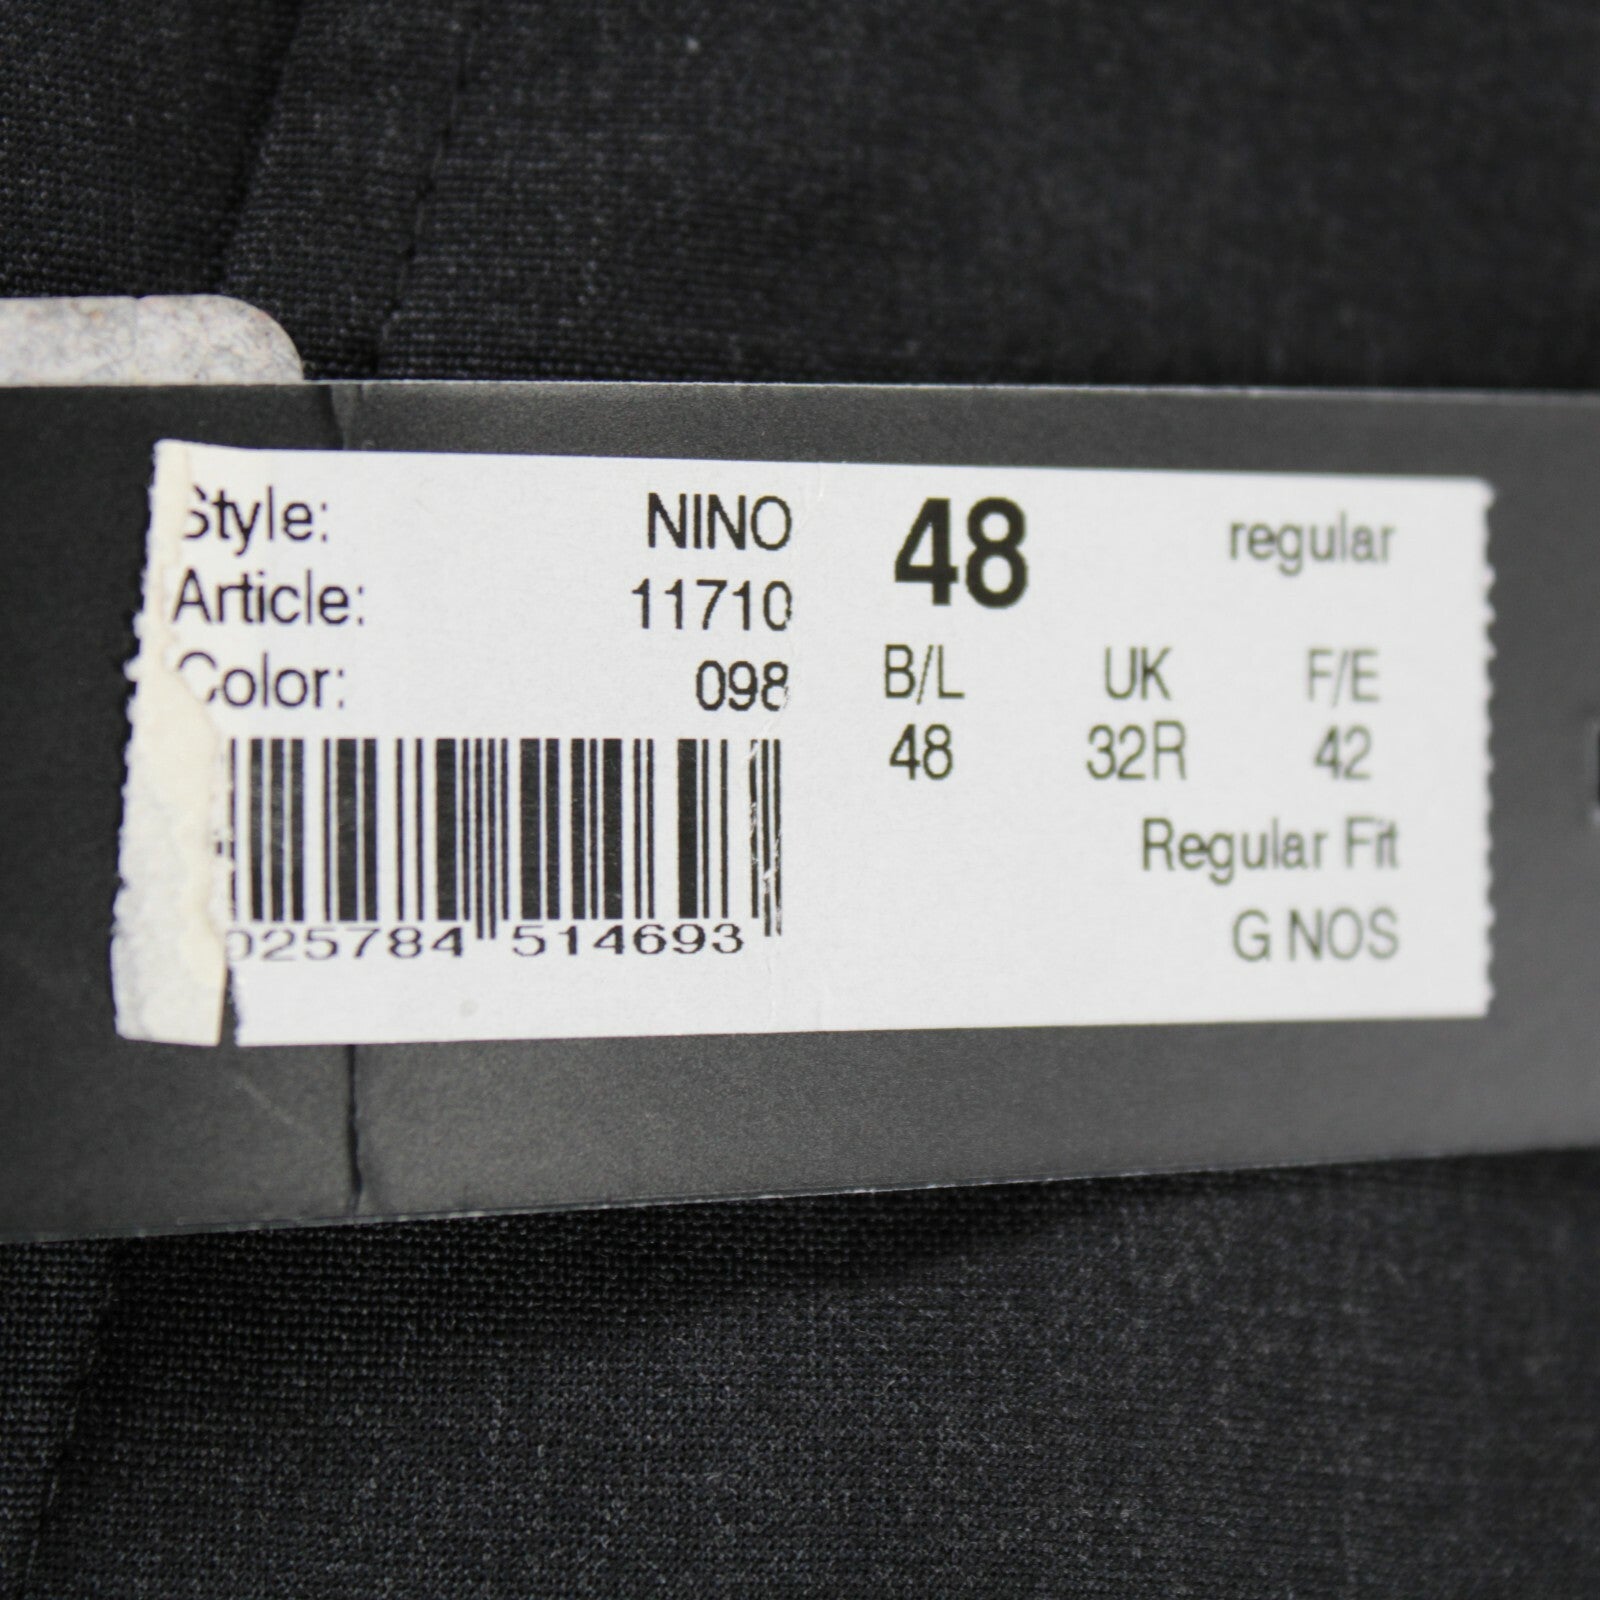 Style: NINO
Article: 11710
Color: 098
025784 514693
48 regular
B/L UK F/E
48 32R 42
Regular Fit
G NOS